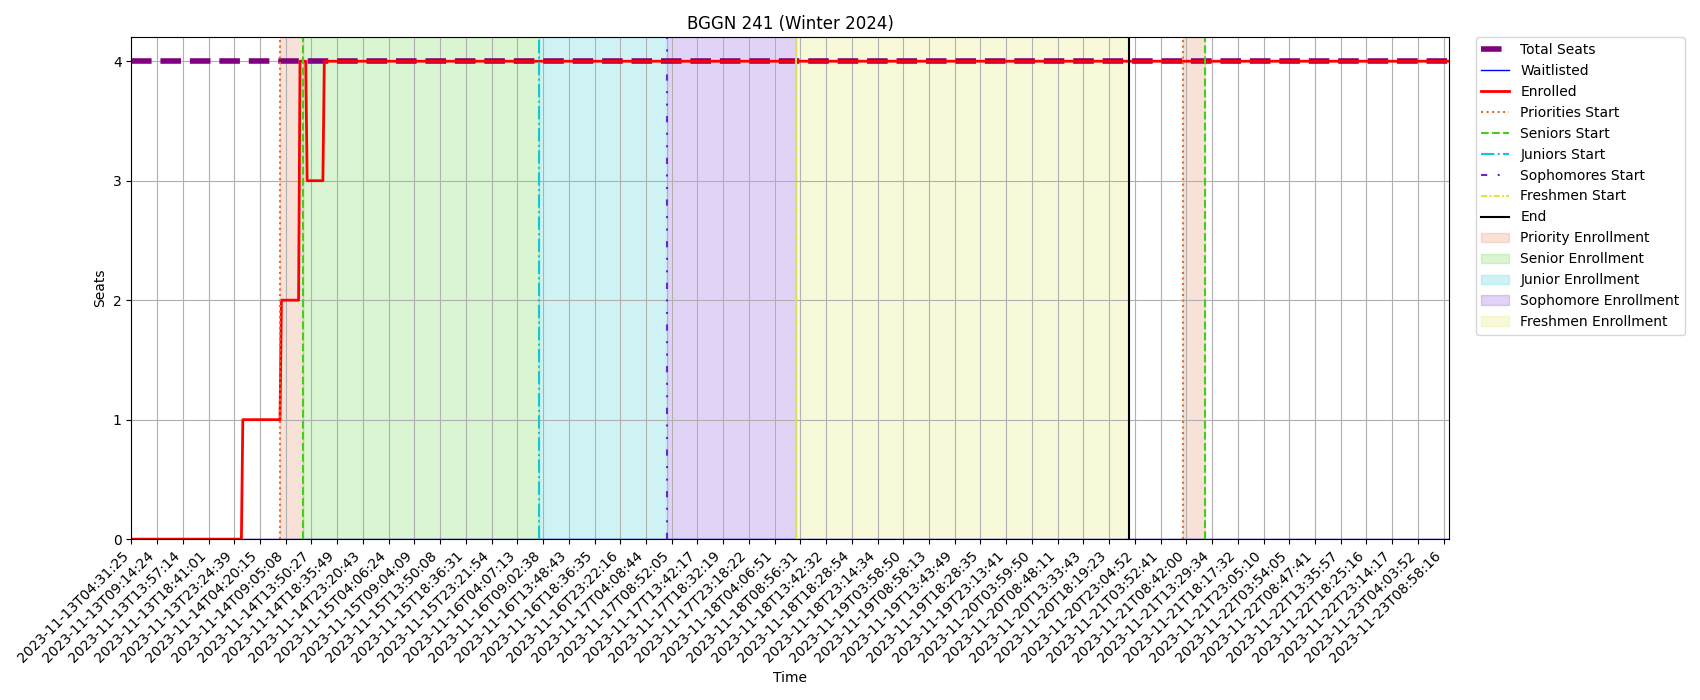 BGGN 241 (Winter 2024)
Seats
4
3
2
1
0
2023-11-13T04:31:25
2023-11-13T09:14:24
2023-11-13T13:57:14
2023-11-13T18:41:01
2023-11-13T23:24:39
2023-11-14T04:20:15
2023-11-14T09:05:08
2023-11-14T13:50:27
2023-11-14T18:35:49
2023-11-14T23:20:43
2023-11-15T04:06:24
2023-11-15T09:04:09
2023-11-15T13:50:08
2023-11-15T18:36:31
2023-11-15T23:21:54
2023-11-16T04:07:13
2023-11-16T09:02:38
2023-11-16T13:48:43
2023-11-16T18:36:35
2023-11-16T23:22:16
2023-11-17T04:08:44
2023-11-17T08:52:05
2023-11-17T13:42:17
2023-11-17T18:32:19
2023-11-17T23:18:22
2023-11-18T04:06:51
2023-11-18T08:56:31
2023-11-18T13:42:32
2023-11-18T18:28:54
2023-11-18T23:14:34
2023-11-19T03:58:50
2023-11-19T08:58:13
2023-11-19T13:43:49
2023-11-19T18:28:35
2023-11-19T23:13:41
2023-11-20T03:59:50
2023-11-20T08:48:11
2023-11-20T13:33:43
2023-11-20T18:19:23
2023-11-20T23:04:52
2023-11-21T03:52:41
2023-11-21T08:42:00
2023-11-21T13:29:34
2023-11-21T18:17:32
2023-11-21T23:05:10
2023-11-22T03:54:05
2023-11-22T08:47:41
2023-11-22T13:35:57
2023-11-22T18:25:16
2023-11-22T23:14:17
2023-11-23T04:03:52
2023-11-23T08:58:16
Time
Total Seats
Waitlisted
Enrolled
Priorities Start
Seniors Start
Juniors Start
Sophomores Start
Freshmen Start
End
Priority Enrollment
Senior Enrollment
Junior Enrollment
Sophomore Enrollment
Freshmen Enrollment